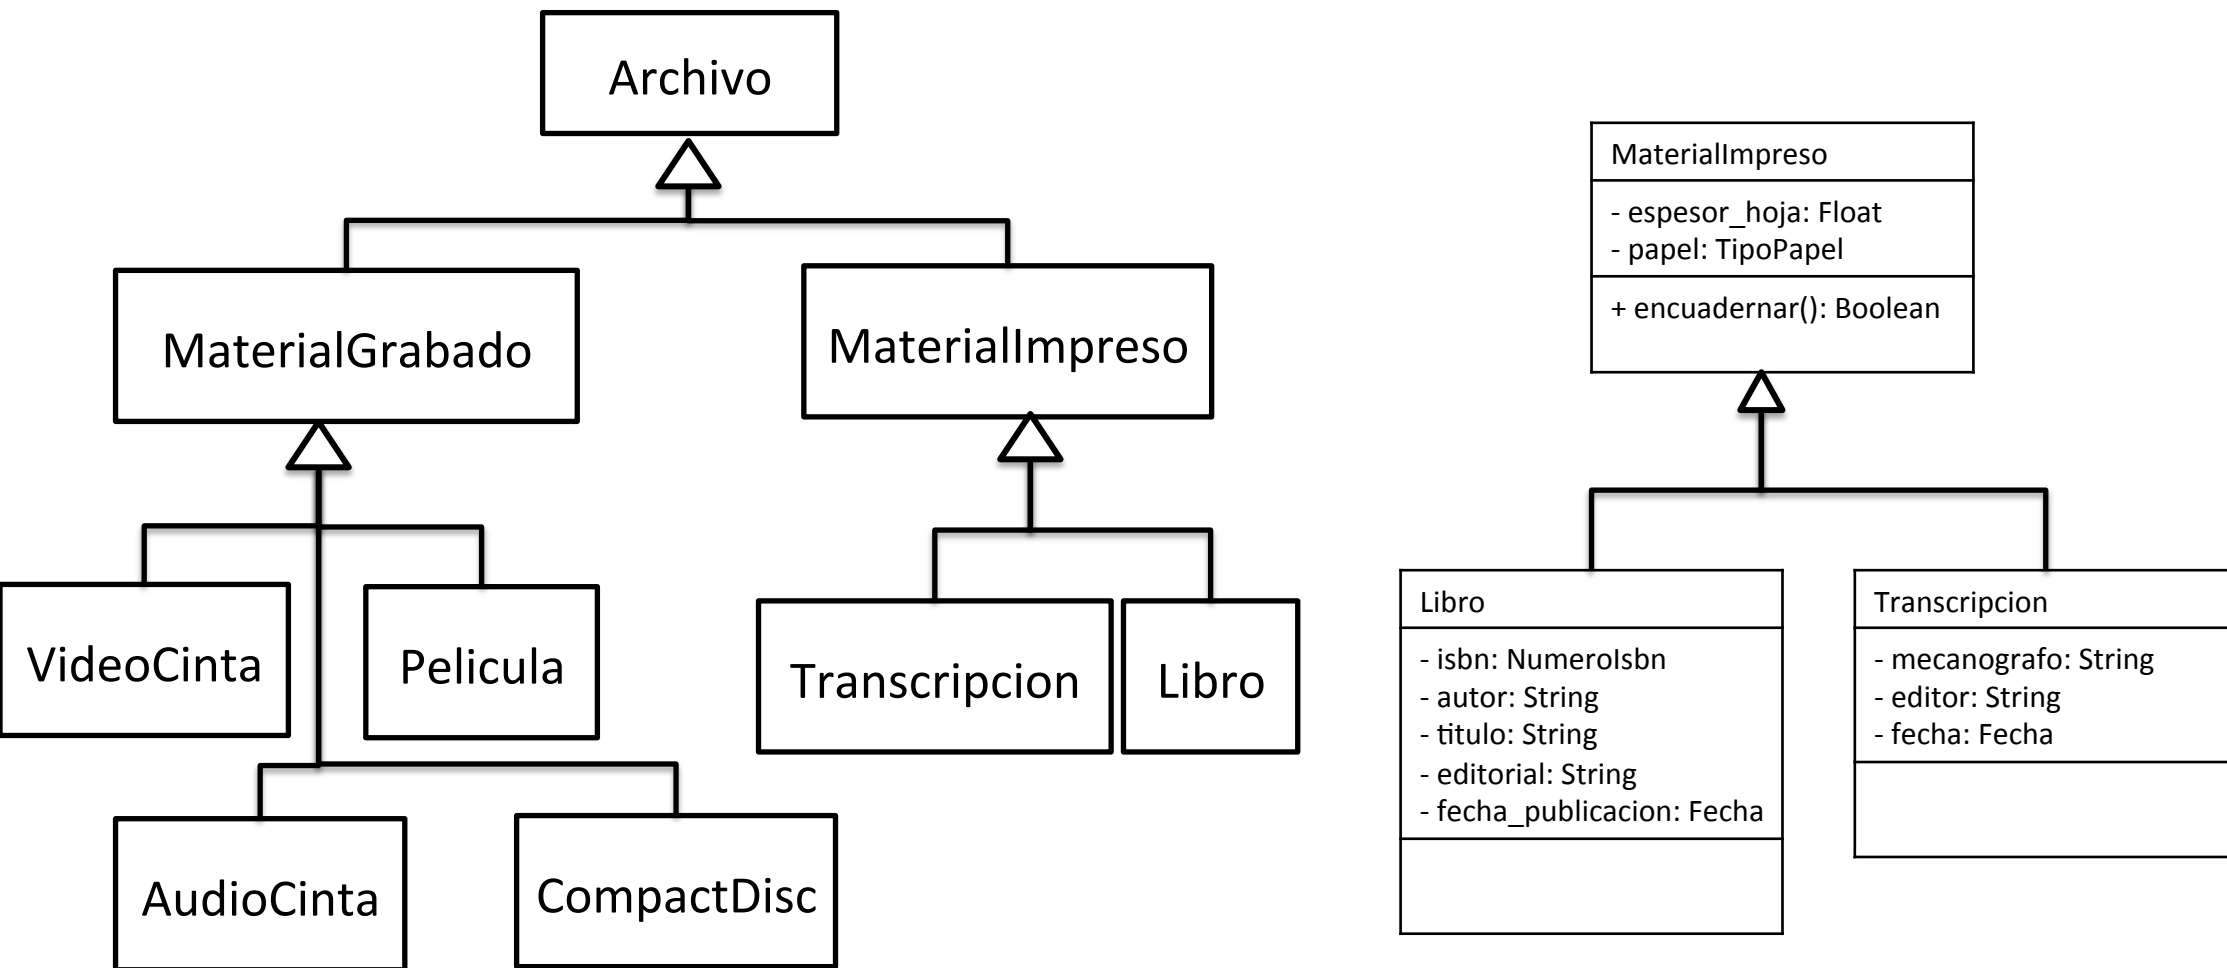 Archivo
MaterialGrabado
MaterialImpreso
VideoCinta
Pelicula
Transcripcion
Libro
AudioCinta
CompactDisc
MaterialImpreso
- espesor_hoja: Float
- papel: TipoPapel
+ encuadernar(): Boolean
Libro
- isbn: NumeroIsbn
- autor: String
- titulo: String
- editorial: String
- fecha_publicacion: Fecha
Transcripcion
- mecanografo: String
- editor: String
- fecha: Fecha